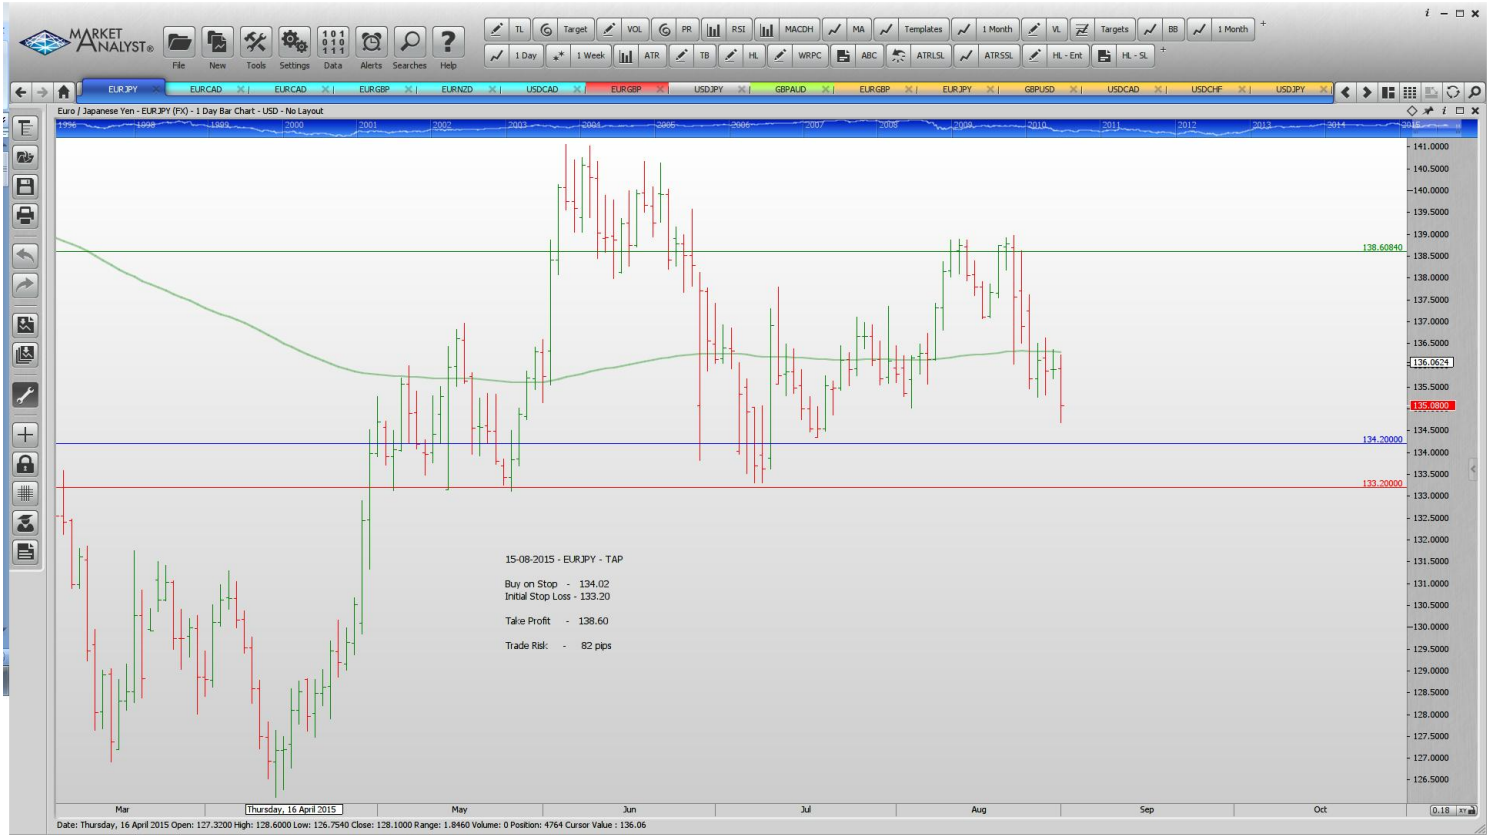 MARKET
ANALYST®
File New Tools Settings Data Alerts Searches Help
TL Target VOL PR RSI MACDH MA Templates 1 Month VL Targets BB 1 Month +
1 Day 1 Week ATR TB HL WRPC ABC ATRLSL ATRSSL HL - Ent HL - SL +
EURJPY EURCAD EURCAD EURGBP EURNZD USDCAD EURGBP USDJPY GBPAUD EURGBP EURJPY GBPUSD USDCAD USDCHF USDJPY
Euro / Japanese Yen - EURJPY (FX) - 1 Day Bar Chart - USD - No Layout
1996 1998 1999 2000 2001 2002 2003 2004 2005 2006 2007 2008 2009 2010 2011 2012 2013 2014 2015
141.0000
140.5000
140.0000
139.5000
139.0000
138.60840
138.5000
138.0000
137.5000
137.0000
136.5000
136.0624
135.5000
135.0800
134.5000
134.20000
134.0000
133.5000
133.20000
133.0000
132.5000
132.0000
131.5000
131.0000
130.5000
130.0000
129.5000
129.0000
128.5000
128.0000
127.5000
127.0000
126.5000
15-08-2015 - EURJPY - TAP
Buy on Stop - 134.02
Initial Stop Loss - 133.20
Take Profit - 138.60
Trade Risk - 82 pips
Mar Thursday, 16 April 2015 May Jun Jul Aug Sep Oct 0.18 XY
Date: Thursday, 16 April 2015 Open: 127.3200 High: 128.6000 Low: 126.7540 Close: 128.1000 Range: 1.8460 Volume: 0 Position: 4764 Cursor Value : 136.06